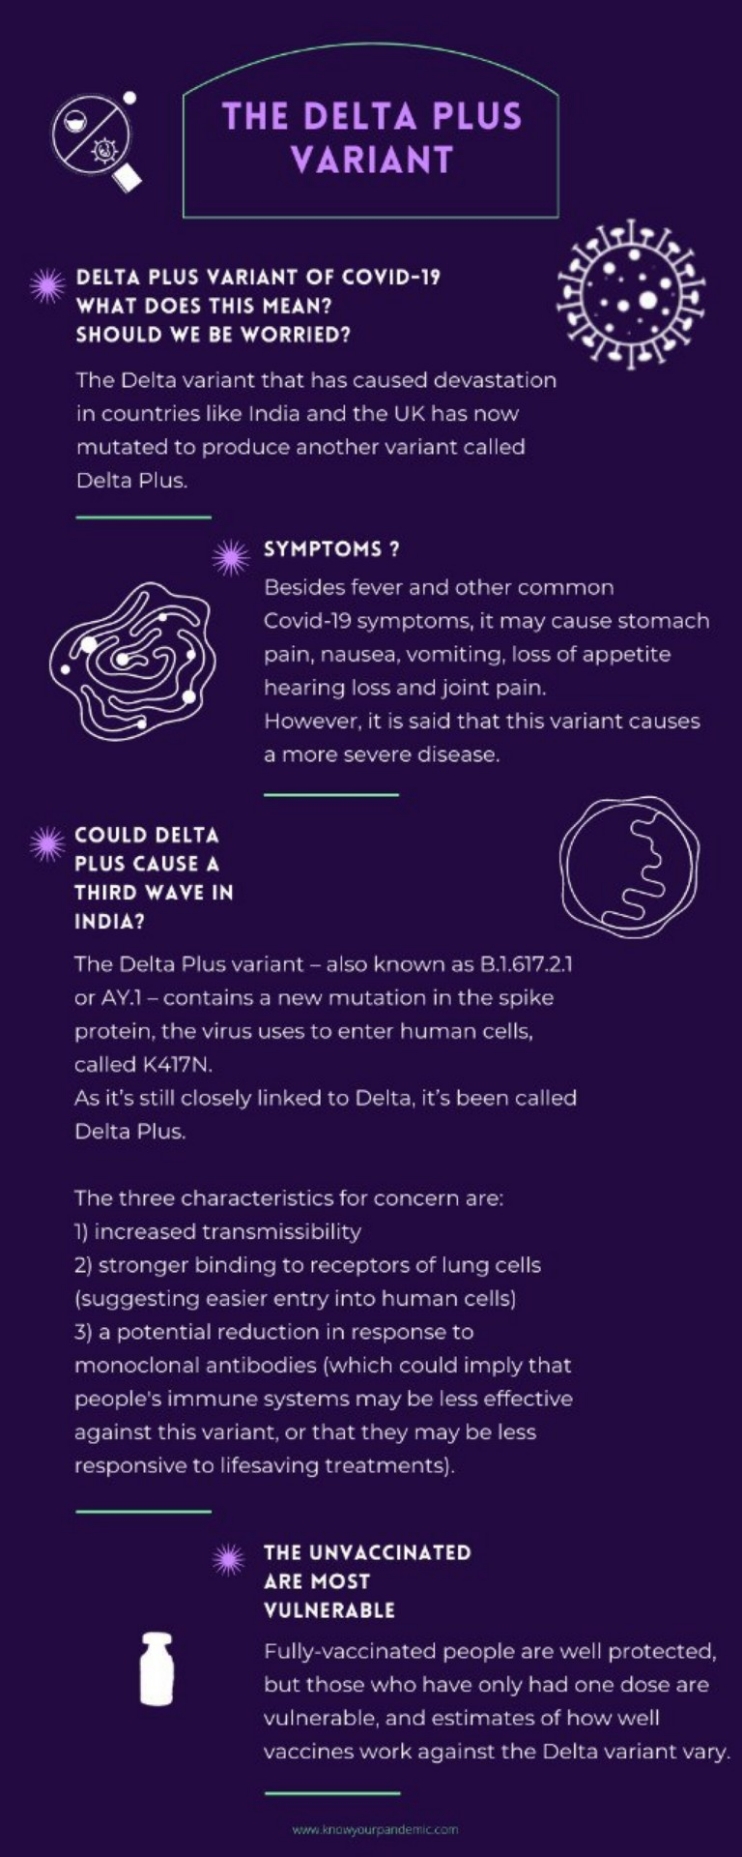 THE DELTA PLUS
VARIANT
DELTA PLUS VARIANT OF COVID-19
WHAT DOES THIS MEAN?
SHOULD WE BE WORRIED?
The Delta variant that has caused devastation
in countries like India and the UK has now
mutated to produce another variant called
Delta Plus.
SYMPTOMS ?
Besides fever and other common
Covid-19 symptoms, it may cause stomach
pain, nausea, vomiting, loss of appetite
hearing loss and joint pain.
However, it is said that this variant causes
a more severe disease.
COULD DELTA
PLUS CAUSE A
THIRD WAVE IN
INDIA?
The Delta Plus variant – also known as B.1.617.2.1
or AY.1 – contains a new mutation in the spike
protein, the virus uses to enter human cells,
called K417N.
As it’s still closely linked to Delta, it’s been called
Delta Plus.
The three characteristics for concern are:
1) increased transmissibility
2) stronger binding to receptors of lung cells
(suggesting easier entry into human cells)
3) a potential reduction in response to
monoclonal antibodies (which could imply that
people's immune systems may be less effective
against this variant, or that they may be less
responsive to lifesaving treatments).
THE UNVACCINATED
ARE MOST
VULNERABLE
Fully-vaccinated people are well protected,
but those who have only had one dose are
vulnerable, and estimates of how well
vaccines work against the Delta variant vary.
www.knowyourpandemic.com